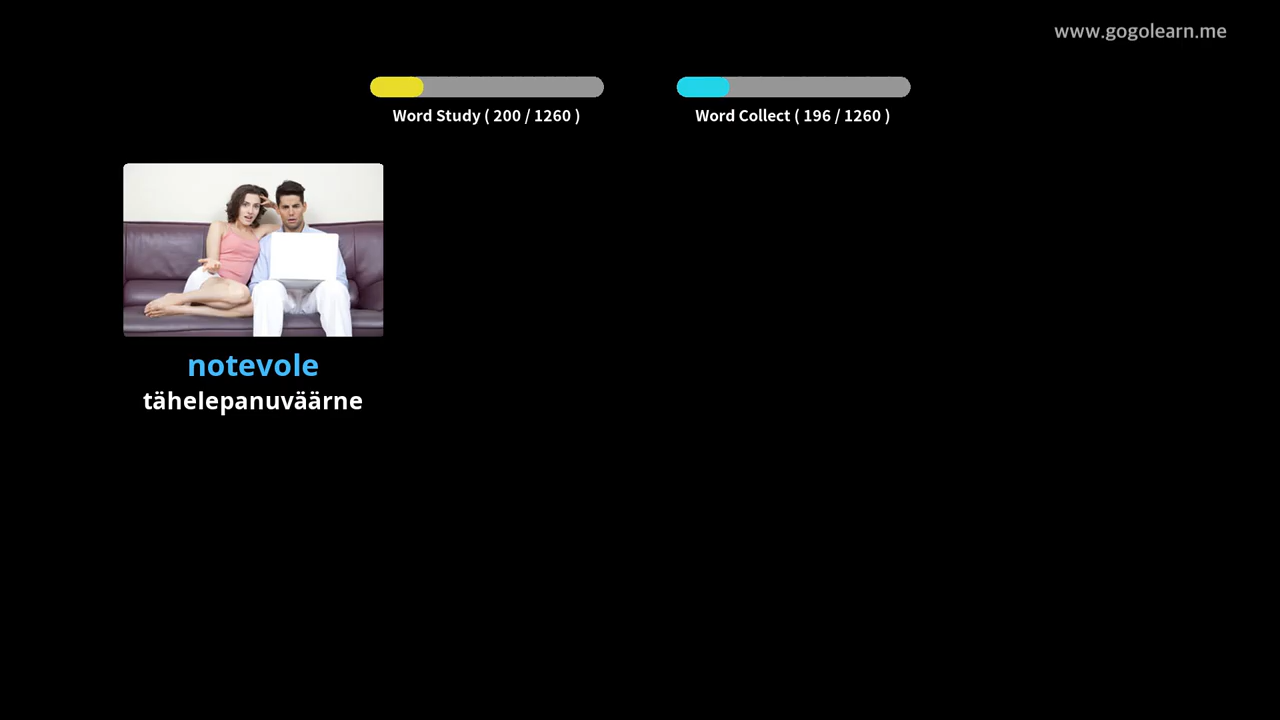 www.gogolearn.me
Word Study ( 200 / 1260 )
Word Collect ( 196 / 1260 )
notevole
tähelepanuväärne